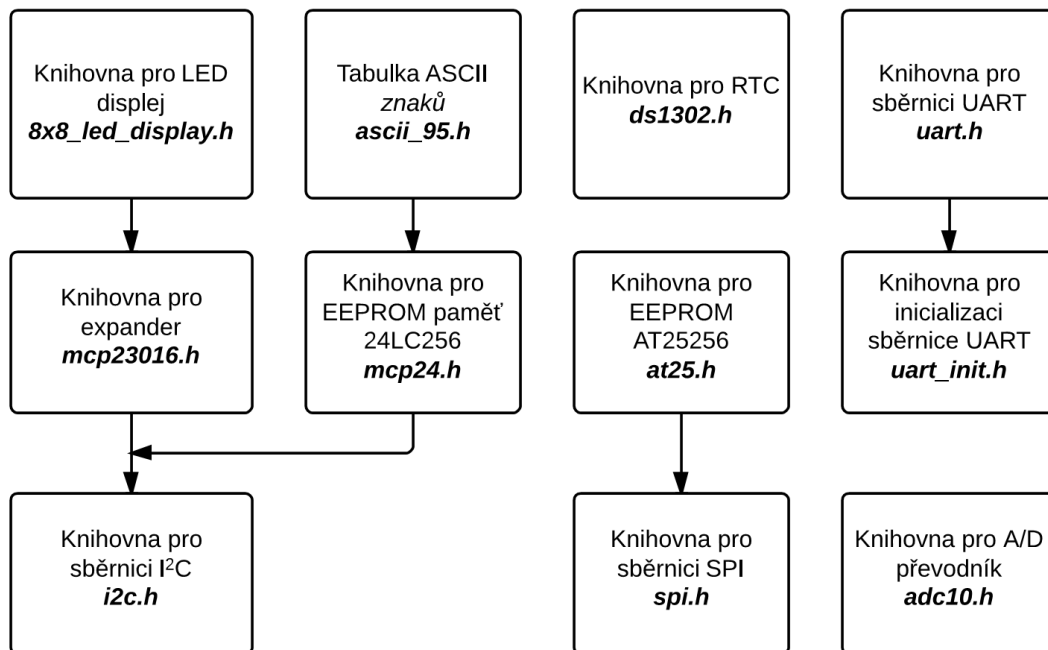 Knihovna pro LED
displej
8x8_led_display.h
Tabulka ASCII
znaků
ascii_95.h
Knihovna pro RTC
ds1302.h
Knihovna pro
sběrnici UART
uart.h
Knihovna pro
expander
mcp23016.h
Knihovna pro
EEPROM paměť
24LC256
mcp24.h
Knihovna pro
EEPROM
AT25256
at25.h
Knihovna pro
inicializaci
sběrnice UART
uart_init.h
Knihovna pro
sběrnici I²C
i2c.h
Knihovna pro
sběrnici SPI
spi.h
Knihovna pro A/D
převodník
adc10.h